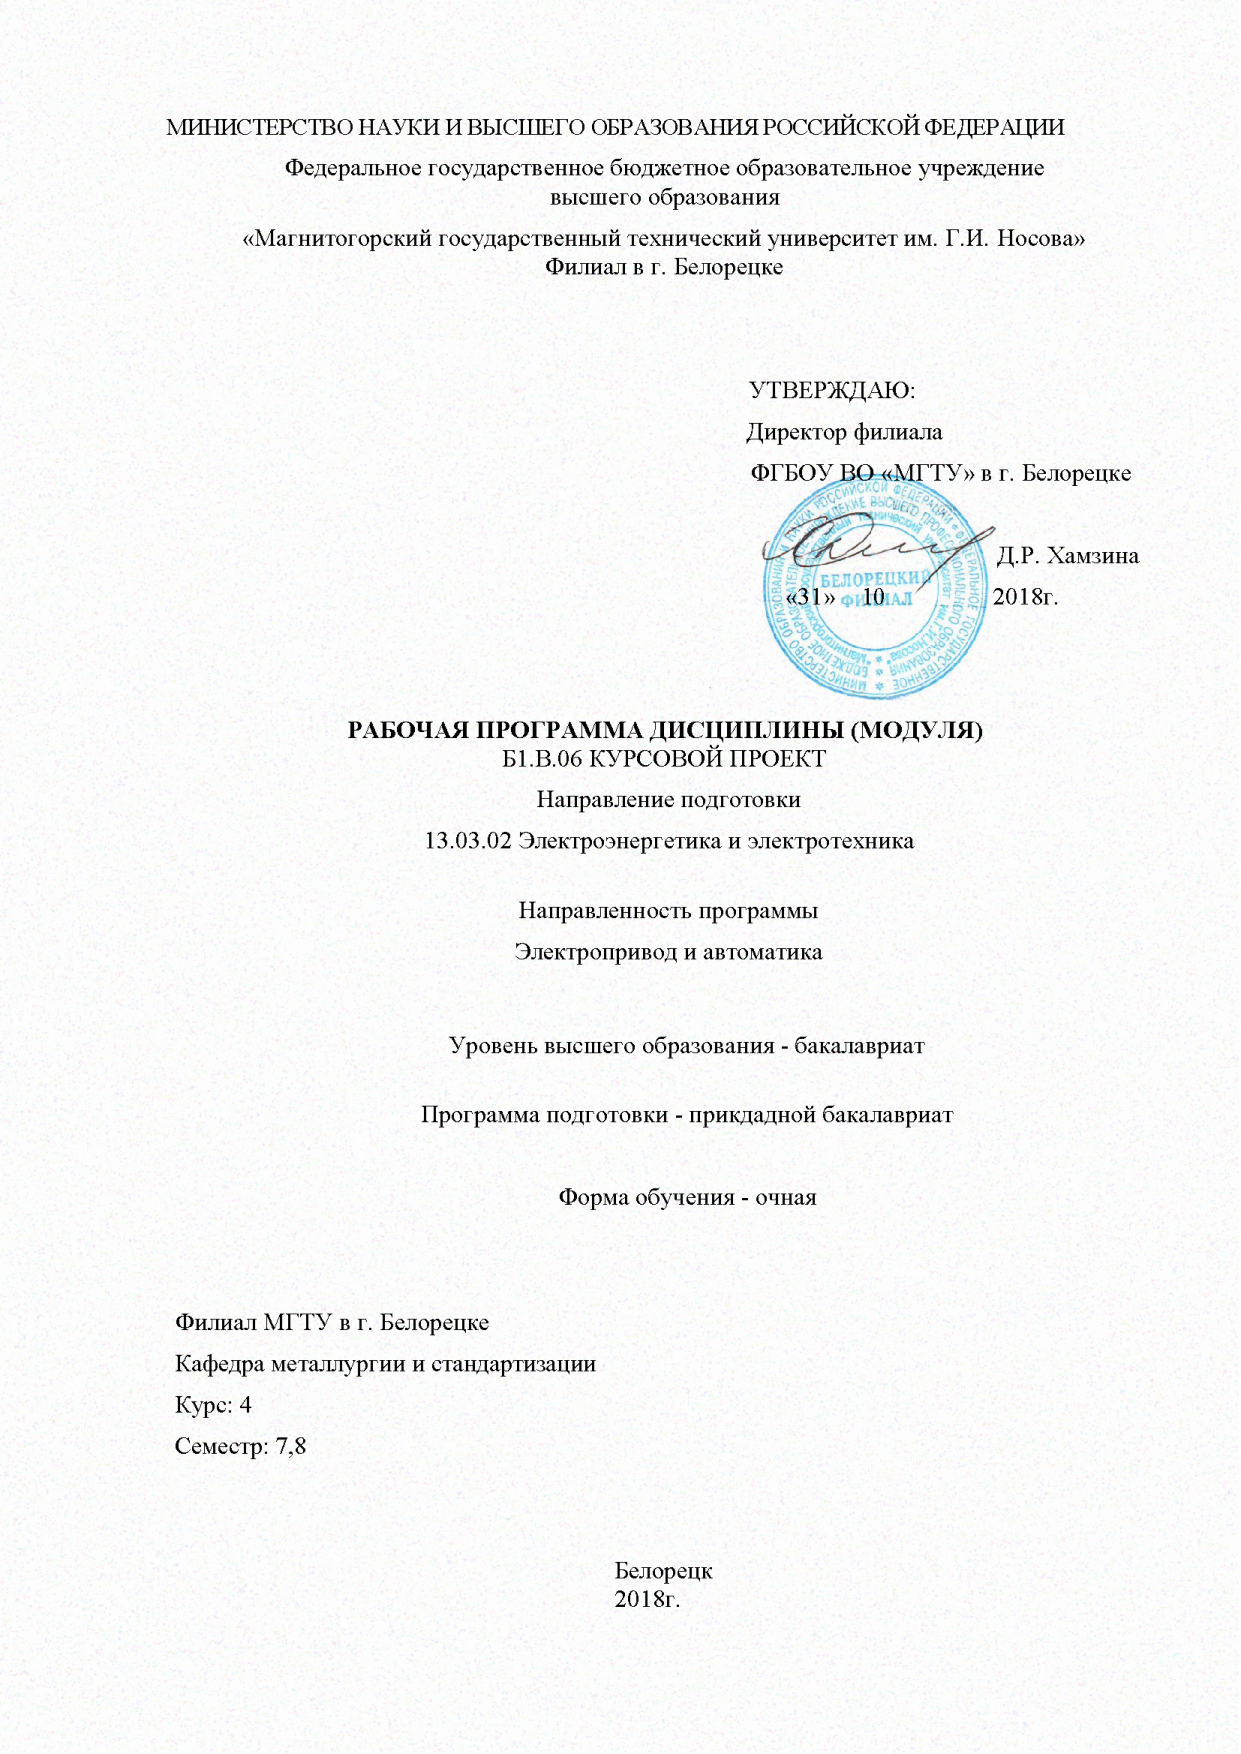 МИНИСТЕРСТВО НАУКИ И ВЫСШЕГО ОБРАЗОВАНИЯ РОССИЙСКОЙ ФЕДЕРАЦИИ
Федеральное государственное бюджетное образовательное учреждение
высшего образования
«Магнитогорский государственный технический университет им. Г.И. Носова»
Филиал в г. Белорецке
УТВЕРЖДАЮ:
Директор филиала
ФГБОУ ВО «МГТУ» в г. Белорецке
Д.Р. Хамзина
«31» 10 2018г.
БЕЛОРЕЦКИЙ
ФИЛИАЛ
РАБОЧАЯ ПРОГРАММА ДИСЦИПЛИНЫ (МОДУЛЯ)
Б1.В.06 КУРСОВОЙ ПРОЕКТ
Направление подготовки
13.03.02 Электроэнергетика и электротехника
Направленность программы
Электропривод и автоматика
Уровень высшего образования - бакалавриат
Программа подготовки - прикдадной бакалавриат
Форма обучения - очная
Филиал МГТУ в г. Белорецке
Кафедра металлургии и стандартизации
Курс: 4
Семестр: 7,8
Белорецк
2018г.